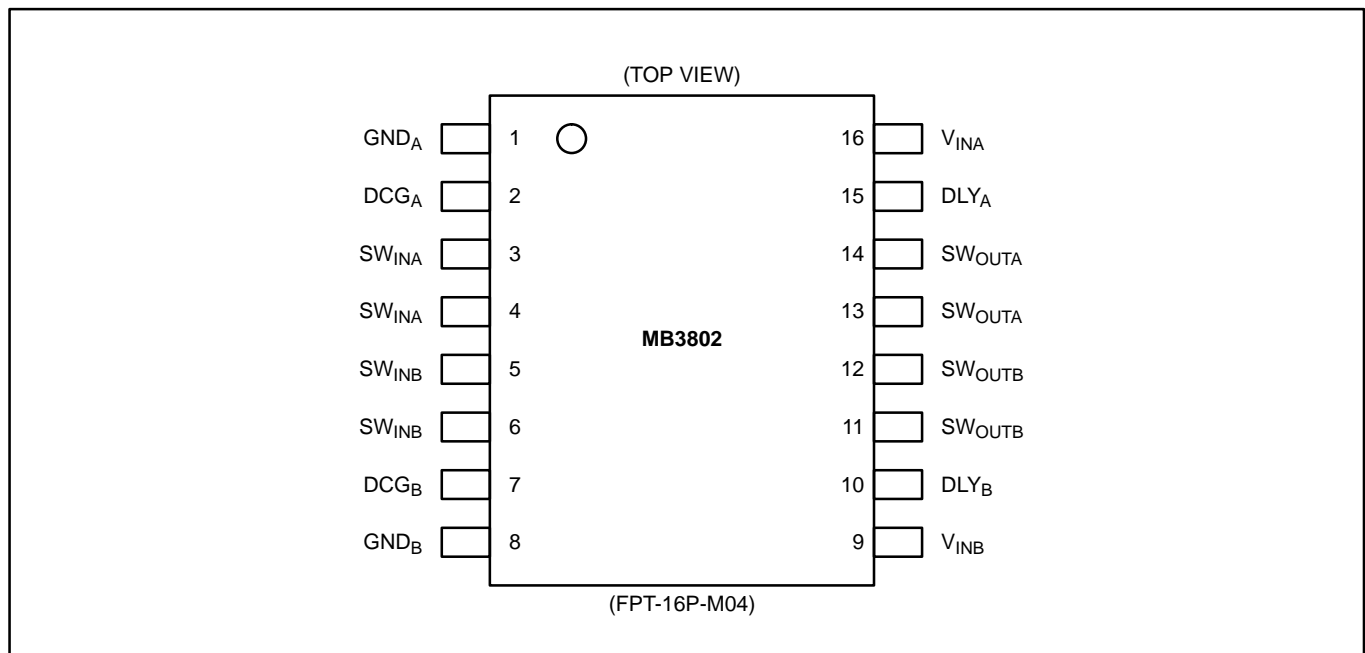 (TOP VIEW)
GNDA 1 16 VINA
DCGA 2 15 DLYA
SWINA 3 14 SWOUTA
SWINA 4 13 SWOUTA
MB3802
SWINB 5 12 SWOUTB
SWINB 6 11 SWOUTB
DCGB 7 10 DLYB
GNDB 8 9 VINB
(FPT-16P-M04)